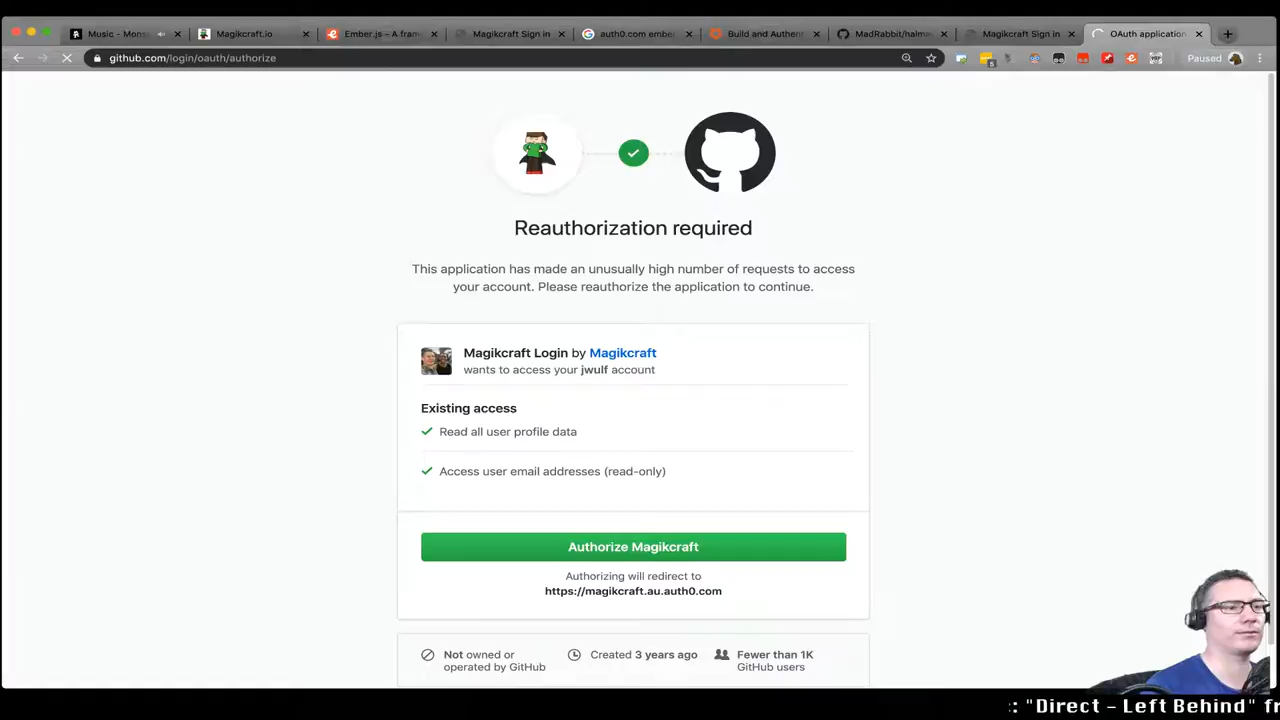 Music - Mons
Magikcraft.io
Ember.js - A fram
Magikcraft Sign in
auth0.com ember
Build and Authent
MadRabbit/halma
Magikcraft Sign in
OAuth application
github.com/login/oauth/authorize
Paused
Reauthorization required
This application has made an unusually high number of requests to access
your account. Please reauthorize the application to continue.
Magikcraft Login by Magikcraft
wants to access your jwulf account
Existing access
Read all user profile data
Access user email addresses (read-only)
Authorize Magikcraft
Authorizing will redirect to
https://magikcraft.au.auth0.com
Not owned or
operated by GitHub
Created 3 years ago
Fewer than 1K
GitHub users
: "Direct - Left Behind" f